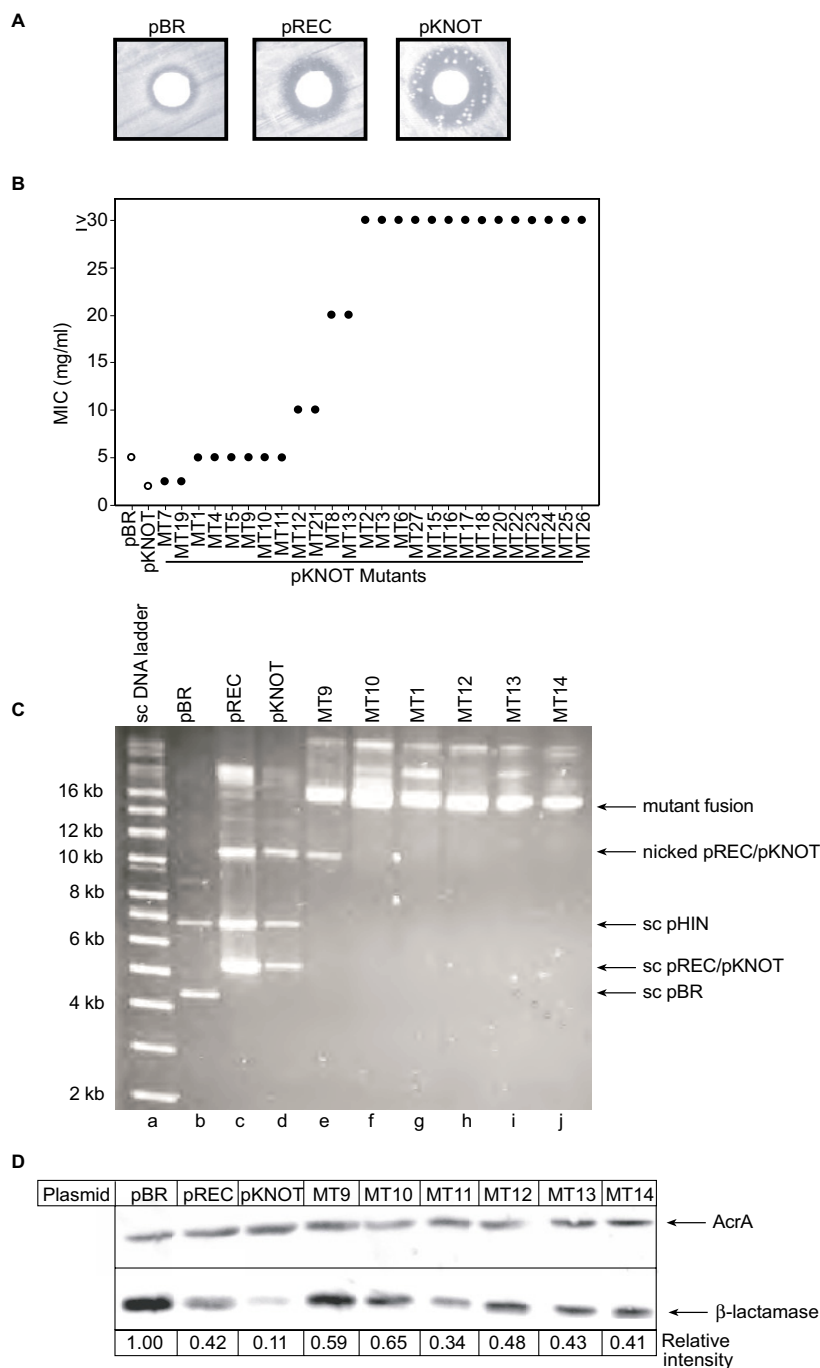 A
pBR pREC pKNOT
B
≥30
25
20
15
10
5
0
MIC (mg/ml)
pBR pKNOT MT7 MT19 MT1 MT4 MT5 MT9 MT10 MT11 MT12 MT21 MT8 MT13 MT2 MT3 MT6 MT27 MT15 MT16 MT17 MT18 MT20 MT22 MT23 MT24 MT25 MT26
pKNOT Mutants
C
sc DNA ladder pBR pREC pKNOT MT9 MT10 MT1 MT12 MT13 MT14
16 kb
12 kb
10 kb
8 kb
6 kb
4 kb
2 kb
mutant fusion
nicked pREC/pKNOT
sc pHIN
sc pREC/pKNOT
sc pBR
a b c d e f g h i j
D
Plasmid pBR pREC pKNOT MT9 MT10 MT11 MT12 MT13 MT14
AcrA
β-lactamase
1.00 0.42 0.11 0.59 0.65 0.34 0.48 0.43 0.41 Relative
intensity